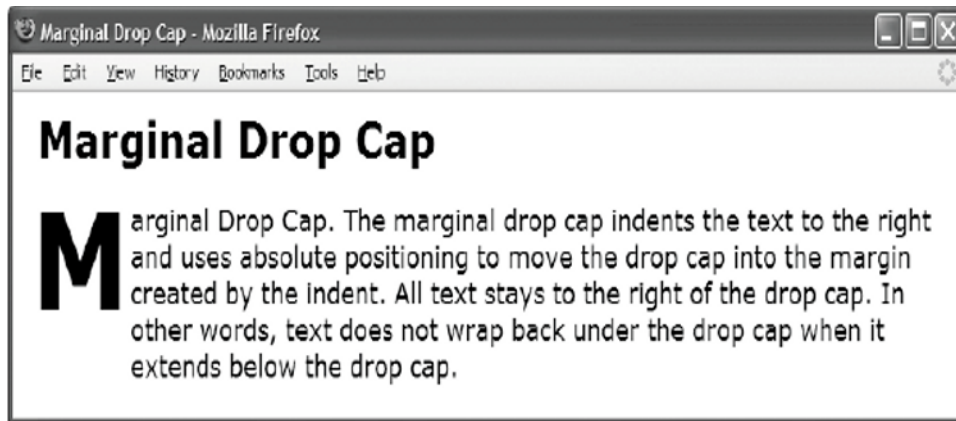 Marginal Drop Cap - Mozilla Firefox
File Edit View History Bookmarks Tools Help
Marginal Drop Cap
Marginal Drop Cap. The marginal drop cap indents the text to the right
and uses absolute positioning to move the drop cap into the margin
created by the indent. All text stays to the right of the drop cap. In
other words, text does not wrap back under the drop cap when it
extends below the drop cap.